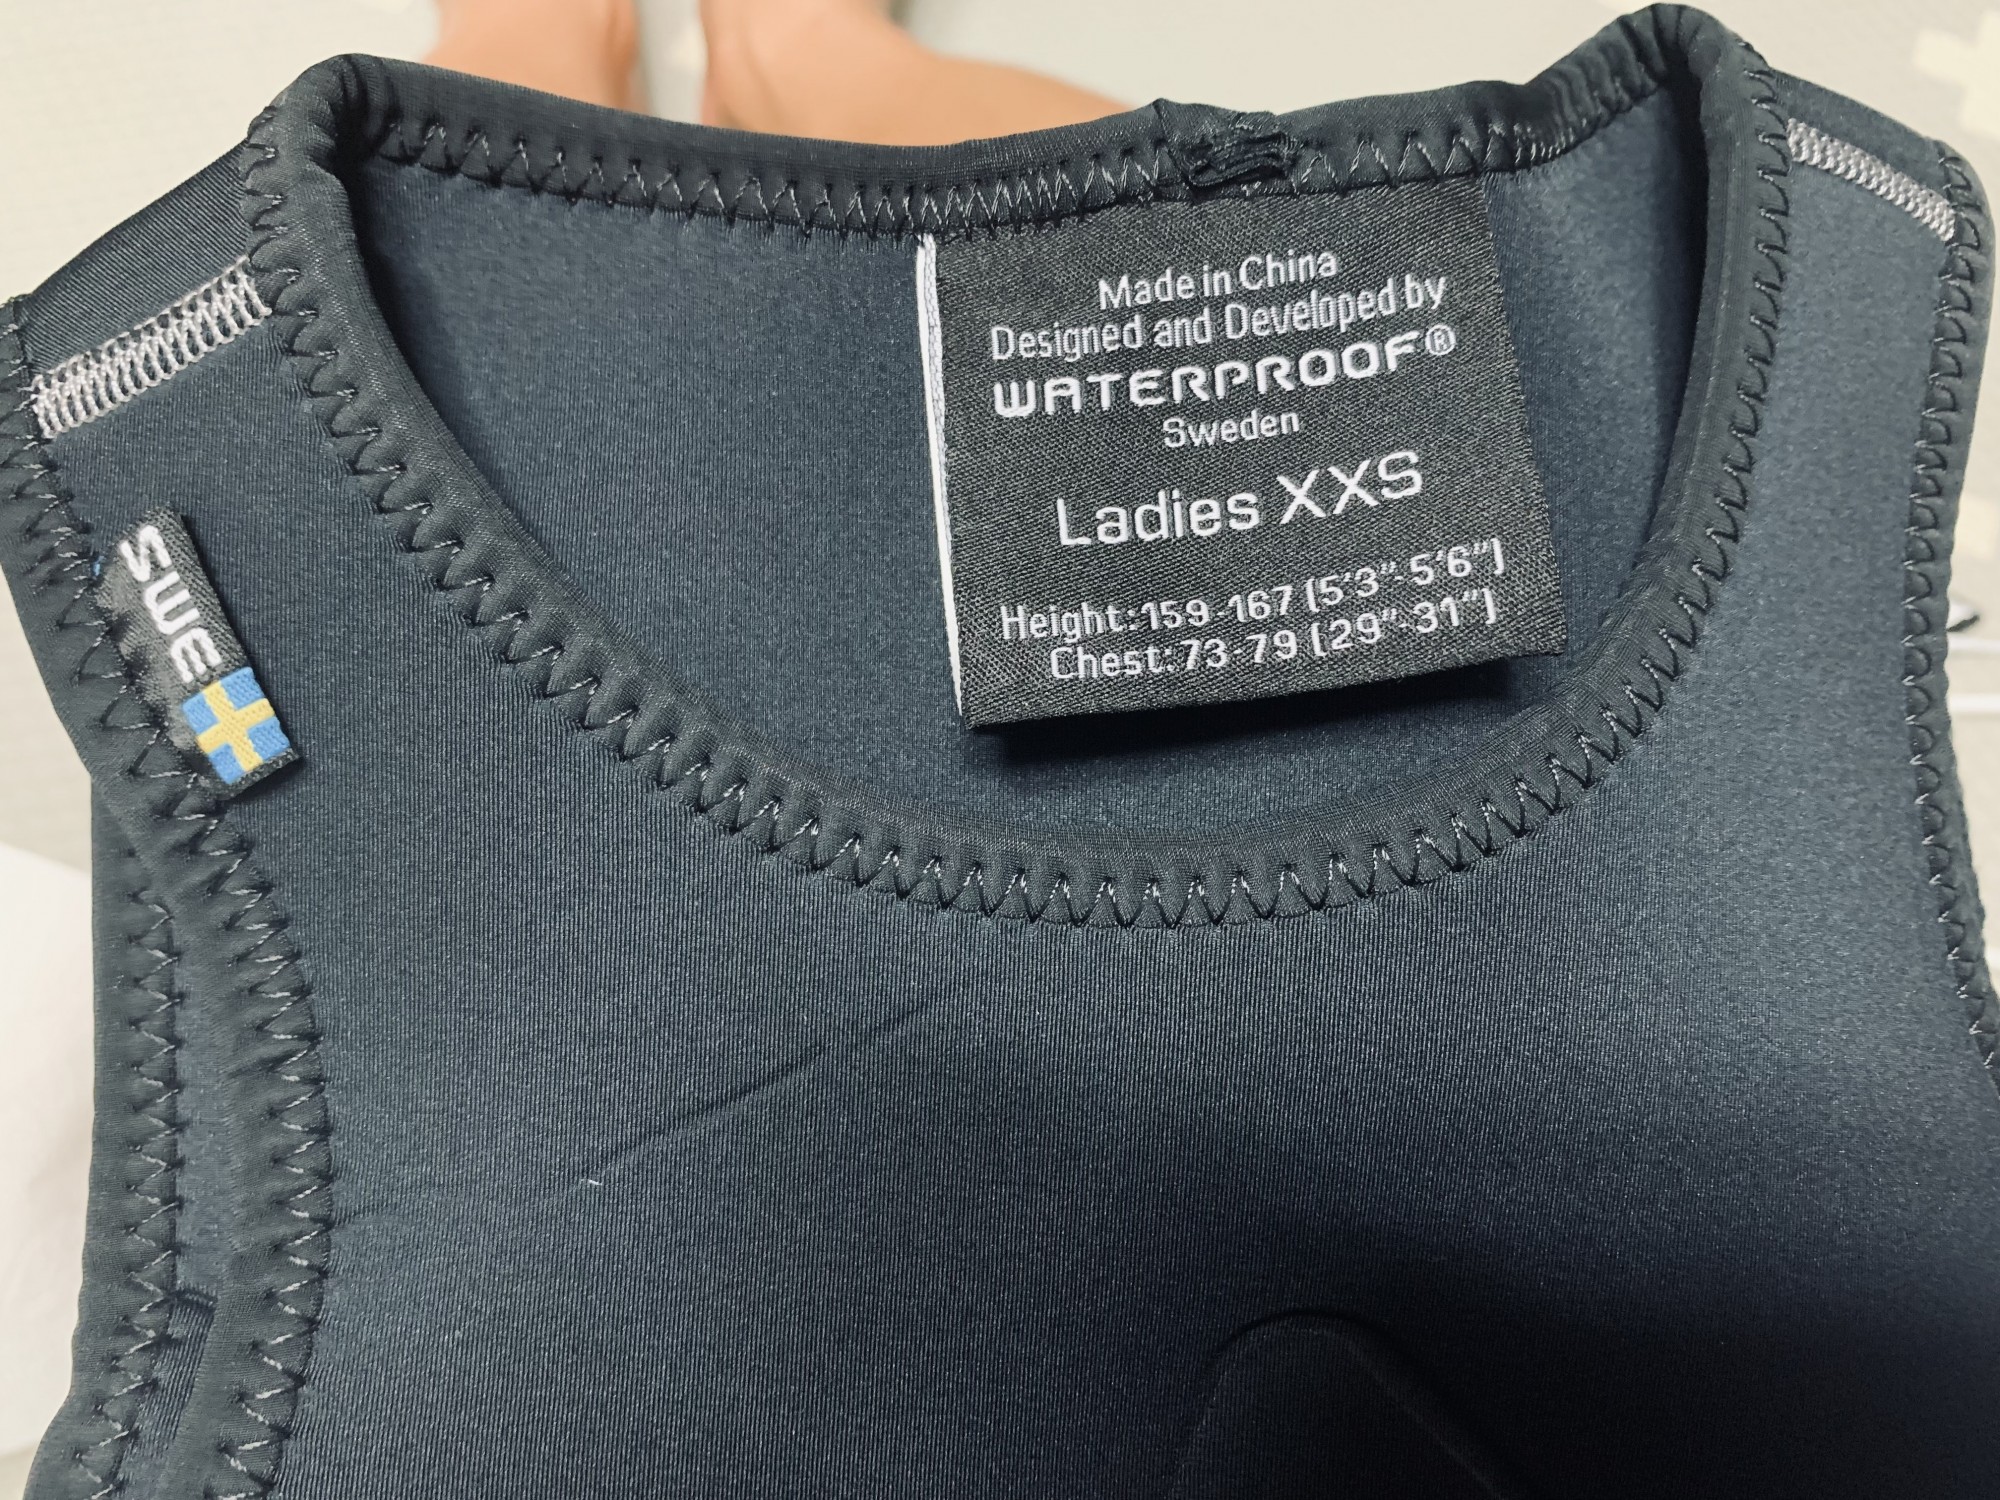 Made in China
Designed and Developed by
WATERPROOF®
Sweden
Ladies XXS
Height: 159-167 (5'3"-5'6")
Chest: 73-79 (29"-31")
SWE